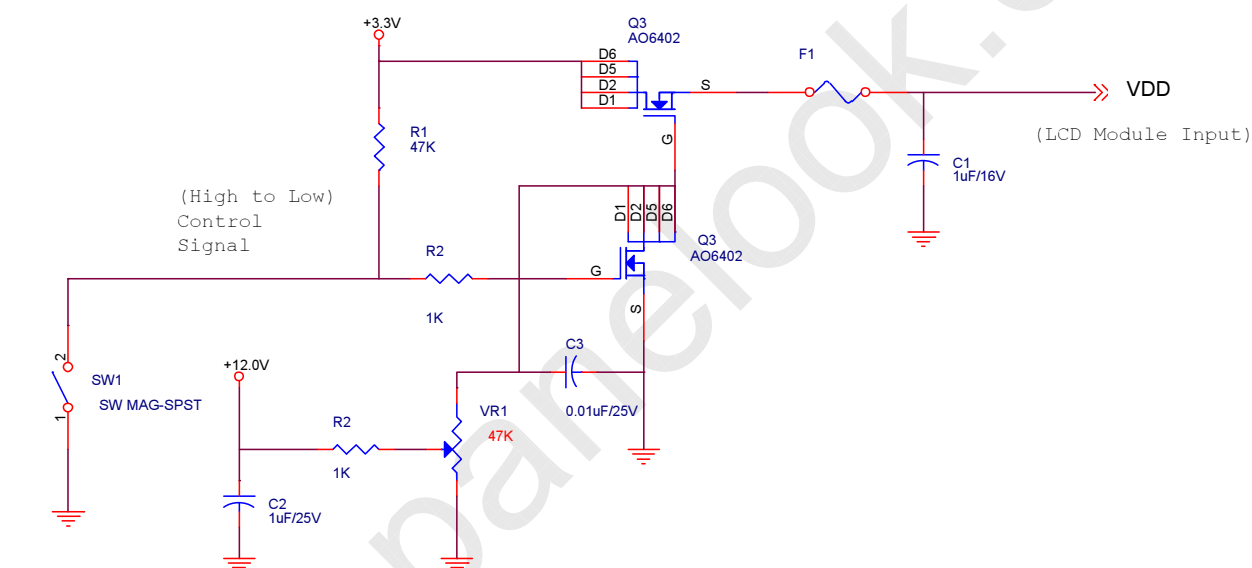 +3.3V
Q3
AO6402
D6
D5
D2
D1
S
G
F1
VDD
(LCD Module Input)
R1
47K
C1
1uF/16V
(High to Low)
Control
Signal
D1
D2
D5
D6
Q3
AO6402
R2
1K
G
S
2
1
SW1
SW MAG-SPST
+12.0V
C3
0.01uF/25V
R2
1K
VR1
47K
C2
1uF/25V
panelook.